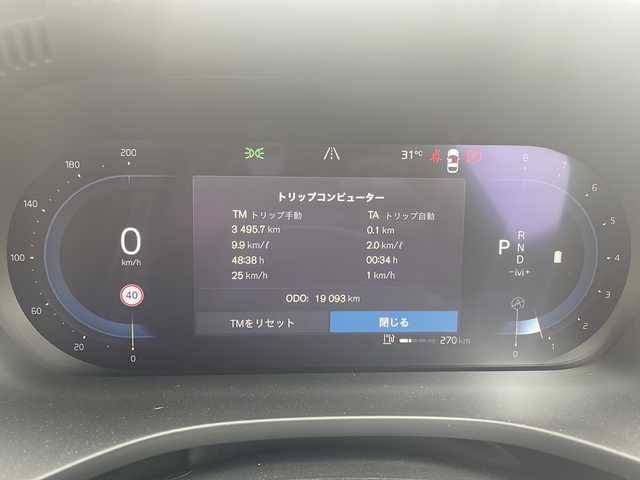 200
180
140
100
60
20
0
0
km/h
40
31°C
トリップコンピューター
TM トリップ手動 TA トリップ自動
3 495.7 km 0.1 km
9.9 km/ℓ 2.0 km/ℓ
48:38 h 00:34 h
25 km/h 1 km/h
ODO: 19 093 km
TMをリセット 閉じる
270 km
P
R
N
D
8
7
6
4
2
1
0